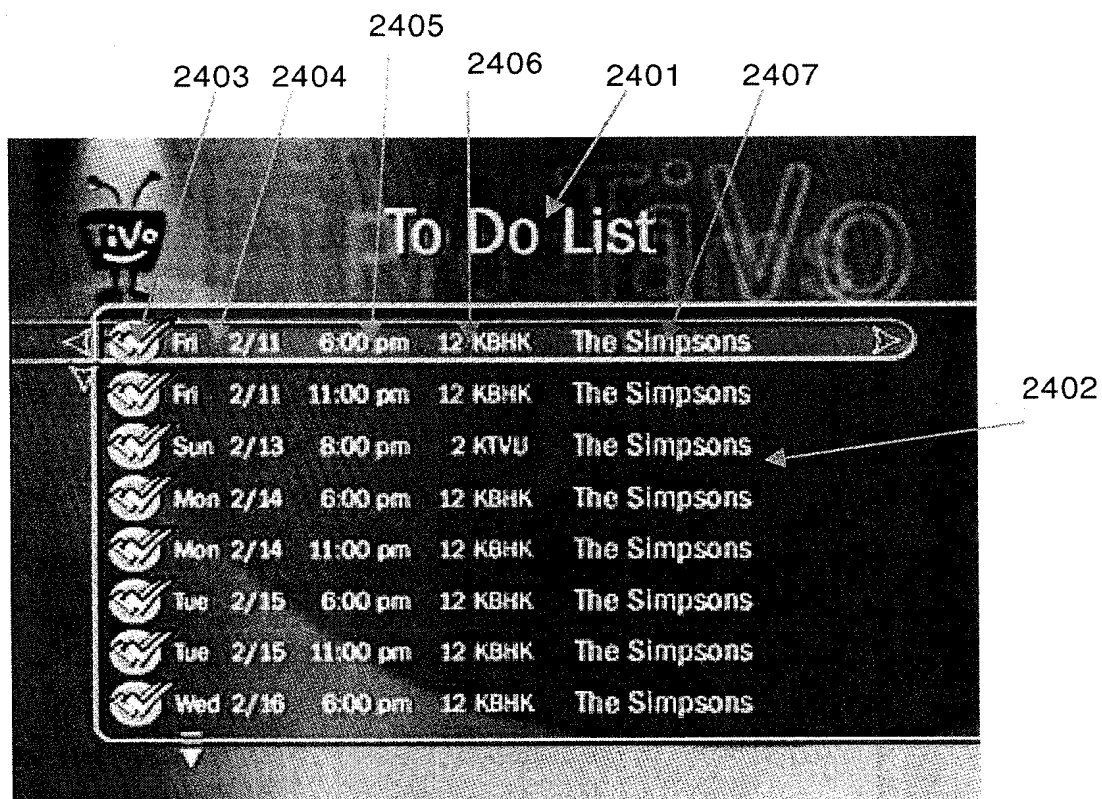 2405
2403 2404 2406 2401 2407
TiVo
TiVo
To Do List
Fri 2/11 6:00 pm 12 KBHK The Simpsons
Fri 2/11 11:00 pm 12 KBHK The Simpsons
2402
Sun 2/13 8:00 pm 2 KTVU The Simpsons
Mon 2/14 6:00 pm 12 KBHK The Simpsons
Mon 2/14 11:00 pm 12 KBHK The Simpsons
Tue 2/15 6:00 pm 12 KBHK The Simpsons
Tue 2/15 11:00 pm 12 KBHK The Simpsons
Wed 2/16 6:00 pm 12 KBHK The Simpsons